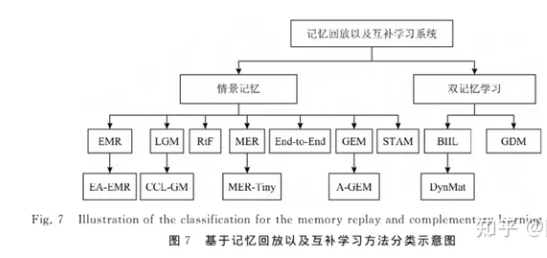 记忆回放以及互补学习系统
情景记忆 双记忆学习
EMR LGM RtF MER End-to-End GEM STAM BIIL GDM
EA-EMR CCL-GM MER-Tiny A-GEM DynMat
Fig. 7 Illustration of the classification for the memory replay and complementary learning
图 7 基于记忆回放以及互补学习方法分类示意图
知乎